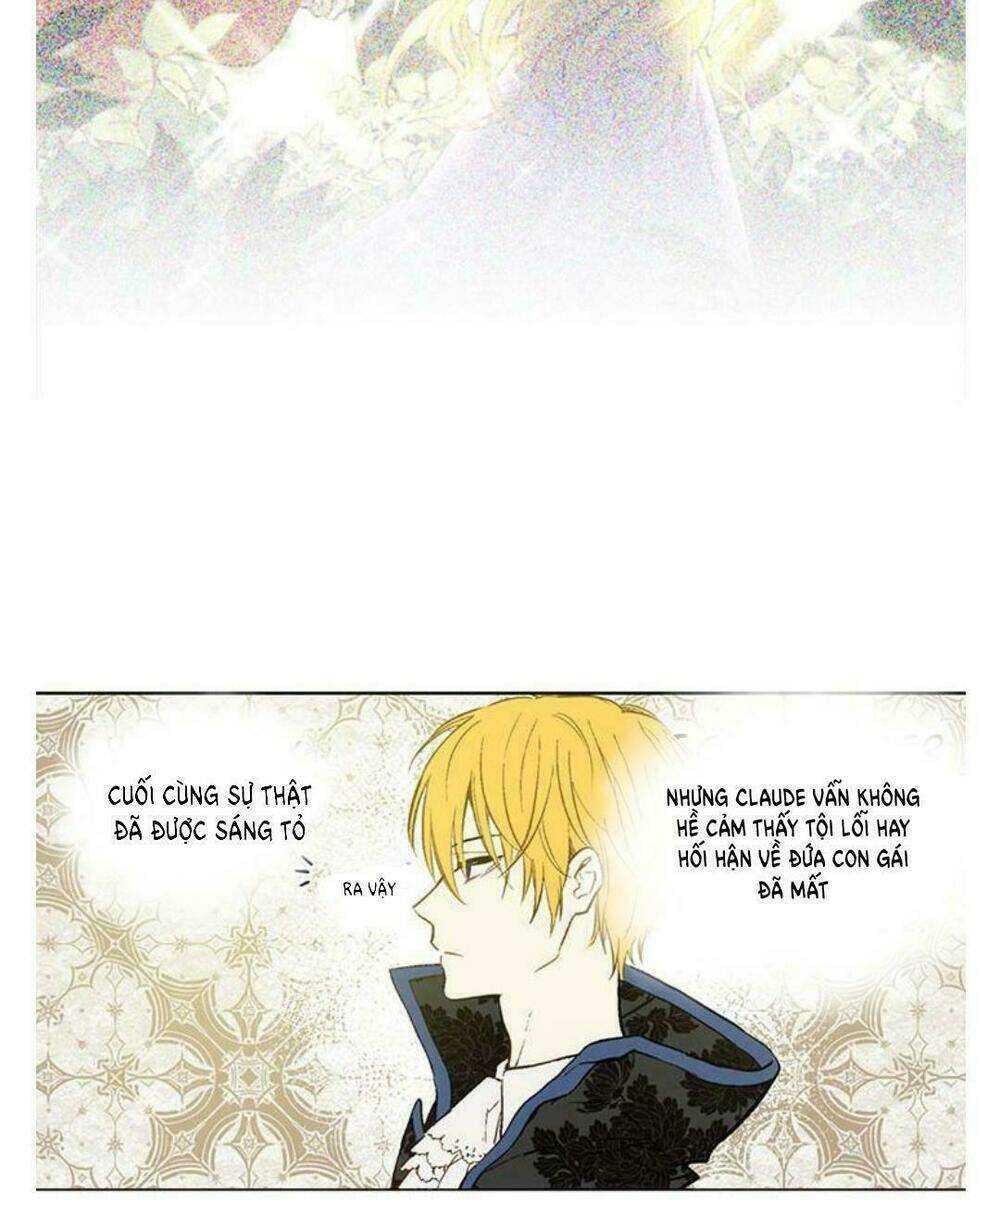 CUỐI CÙNG SỰ THẬT
ĐÃ ĐƯỢC SÁNG TỎ
RA VẬY
NHƯNG CLAUDE VẪN KHÔNG
HỀ CẢM THẤY TỘI LỖI HAY
HỐI HẬN VỀ ĐỨA CON GÁI
ĐÃ MẤT